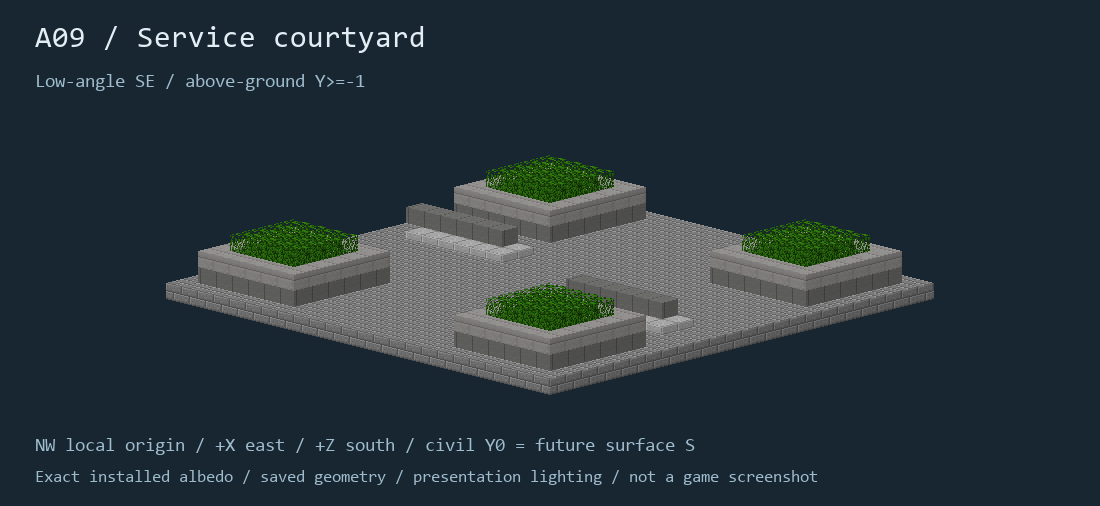 A09 / Service courtyard
Low-angle SE / above-ground Y>=-1
NW local origin / +X east / +Z south / civil Y0 = future surface S
Exact installed albedo / saved geometry / presentation lighting / not a game screenshot